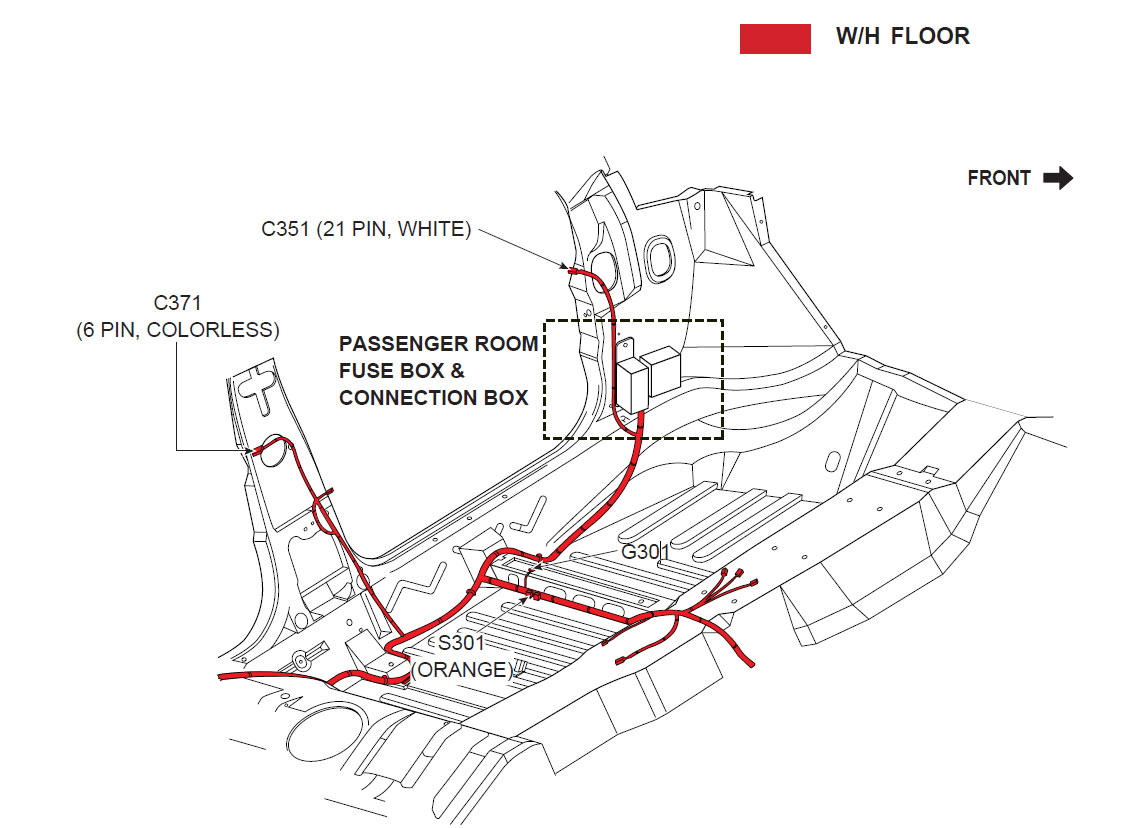 W/H FLOOR
FRONT
C351 (21 PIN, WHITE)
C371
(6 PIN, COLORLESS)
PASSENGER ROOM
FUSE BOX &
CONNECTION BOX
G301
S301
(ORANGE)